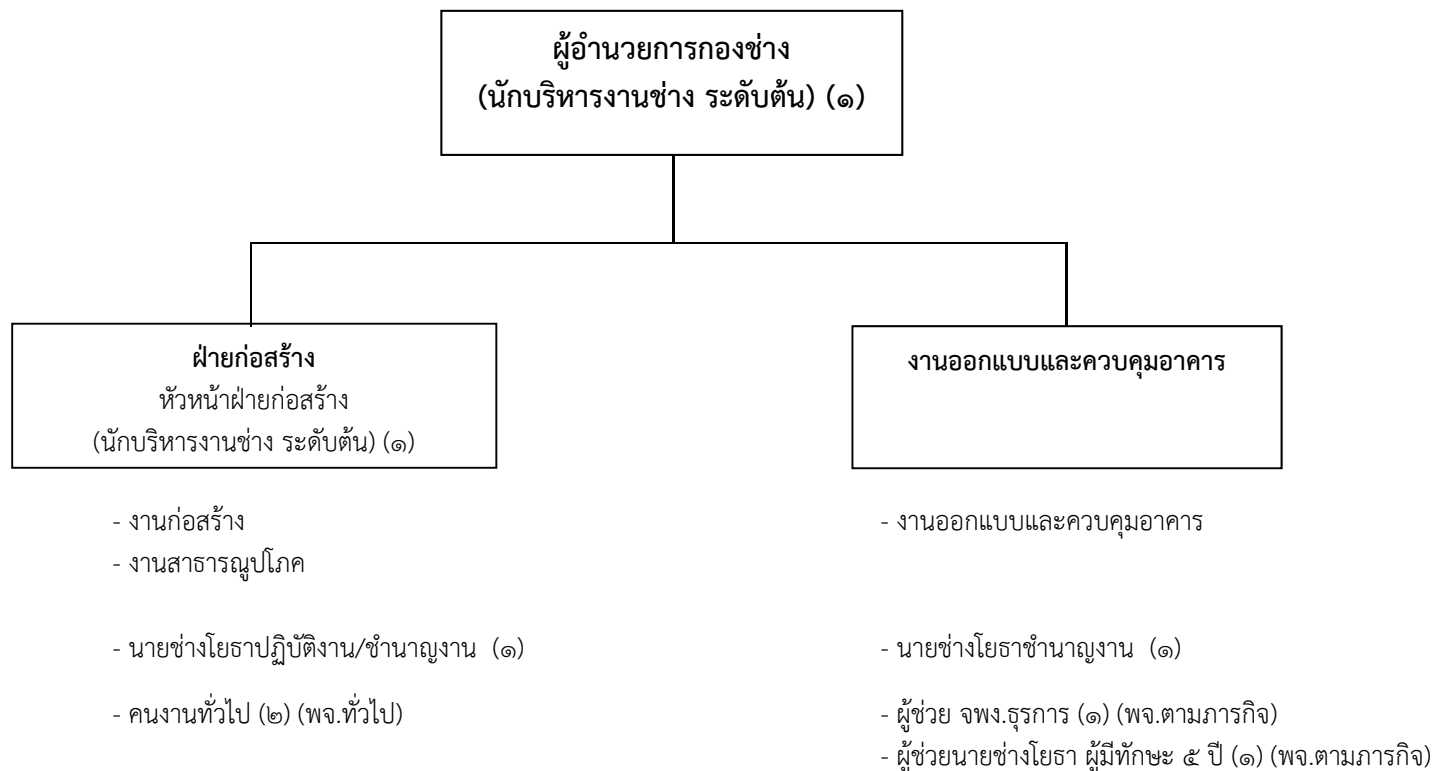 ผู้อำนวยการกองช่าง
(นักบริหารงานช่าง ระดับต้น) (๑)
ฝ่ายก่อสร้าง
หัวหน้าฝ่ายก่อสร้าง
(นักบริหารงานช่าง ระดับต้น) (๑)
- งานก่อสร้าง
- งานสาธารณูปโภค
- นายช่างโยธาปฏิบัติงาน/ชำนาญงาน (๑)
- คนงานทั่วไป (๒) (พจ.ทั่วไป)
งานออกแบบและควบคุมอาคาร
- งานออกแบบและควบคุมอาคาร
- นายช่างโยธาชำนาญงาน (๑)
- ผู้ช่วย จพง.ธุรการ (๑) (พจ.ตามภารกิจ)
- ผู้ช่วยนายช่างโยธา ผู้มีทักษะ ๕ ปี (๑) (พจ.ตามภารกิจ)